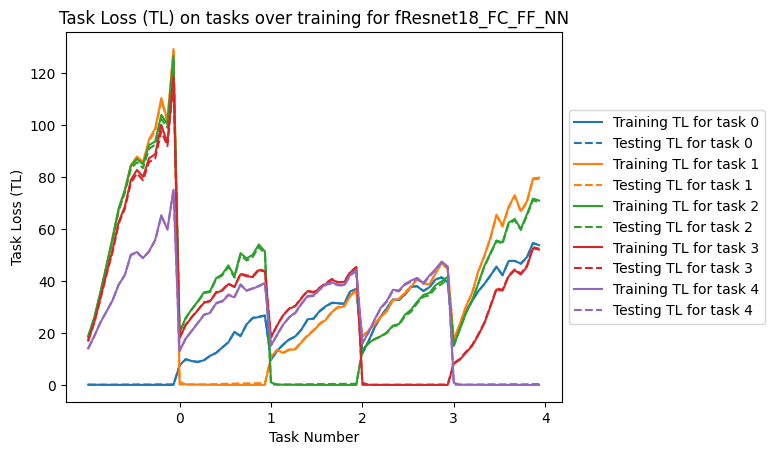 Task Loss (TL) on tasks over training for fResnet18_FC_FF_NN
Task Loss (TL)
120
100
80
60
40
20
0
0
1
2
3
4
Task Number
Training TL for task 0
Testing TL for task 0
Training TL for task 1
Testing TL for task 1
Training TL for task 2
Testing TL for task 2
Training TL for task 3
Testing TL for task 3
Training TL for task 4
Testing TL for task 4